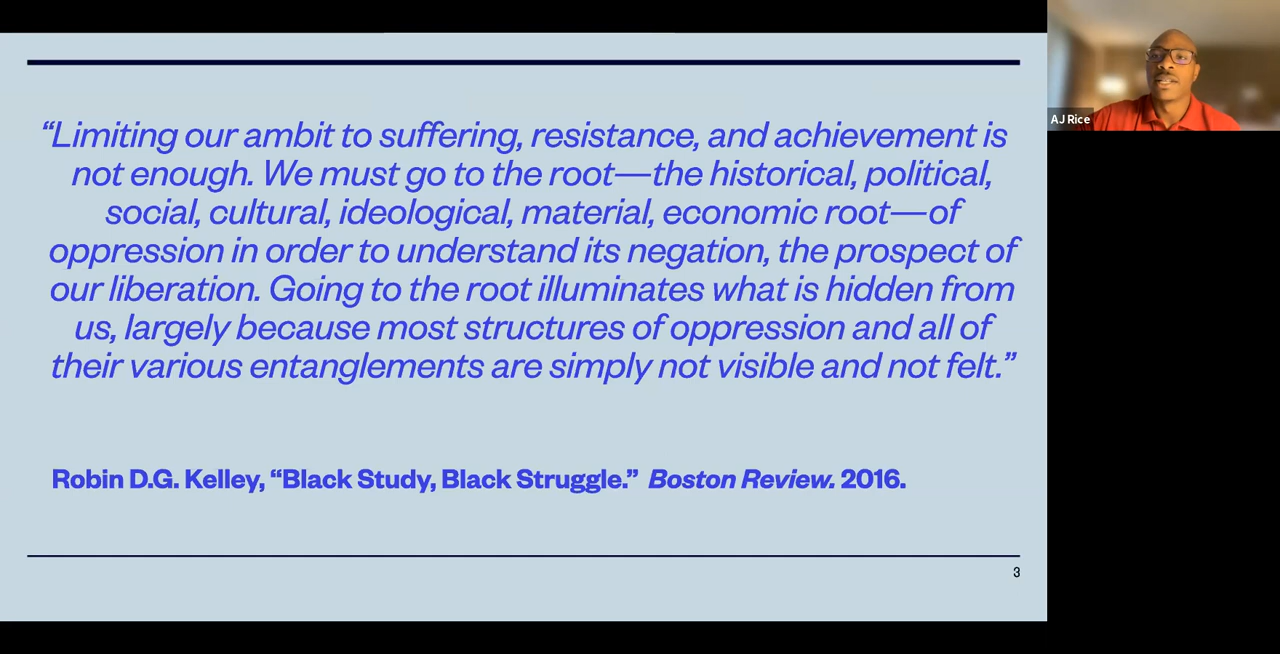 “Limiting our ambit to suffering, resistance, and achievement is
not enough. We must go to the root—the historical, political,
social, cultural, ideological, material, economic root—of
oppression in order to understand its negation, the prospect of
our liberation. Going to the root illuminates what is hidden from
us, largely because most structures of oppression and all of
their various entanglements are simply not visible and not felt.”
Robin D.G. Kelley, “Black Study, Black Struggle.” Boston Review. 2016.
3
AJ Rice